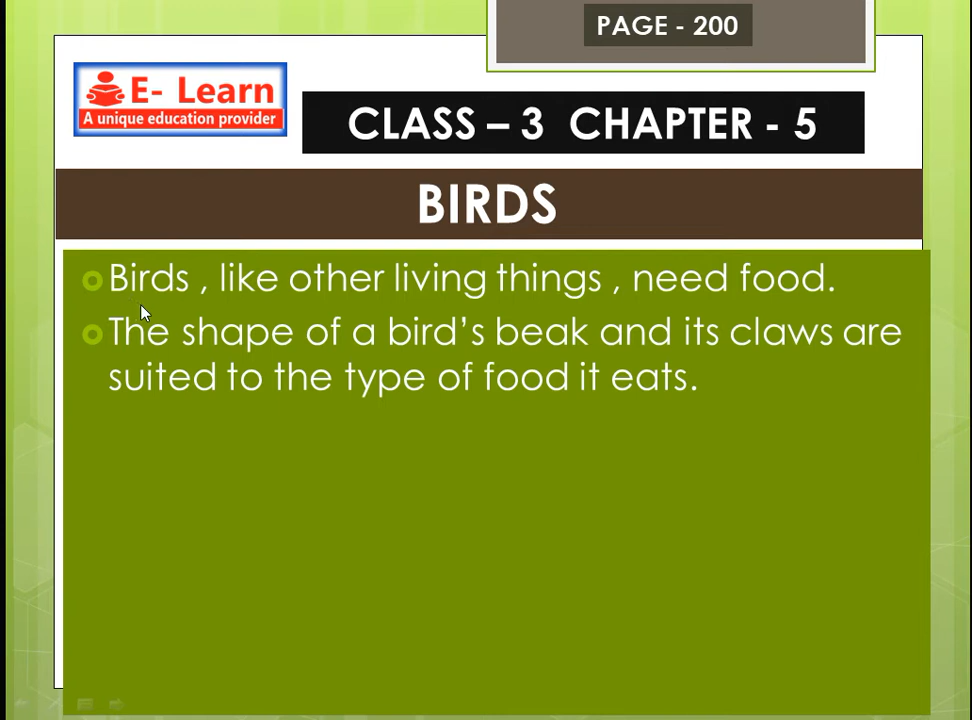 PAGE - 200
E- Learn
A unique education provider
CLASS – 3 CHAPTER - 5
BIRDS
Birds , like other living things , need food.
The shape of a bird’s beak and its claws are
suited to the type of food it eats.